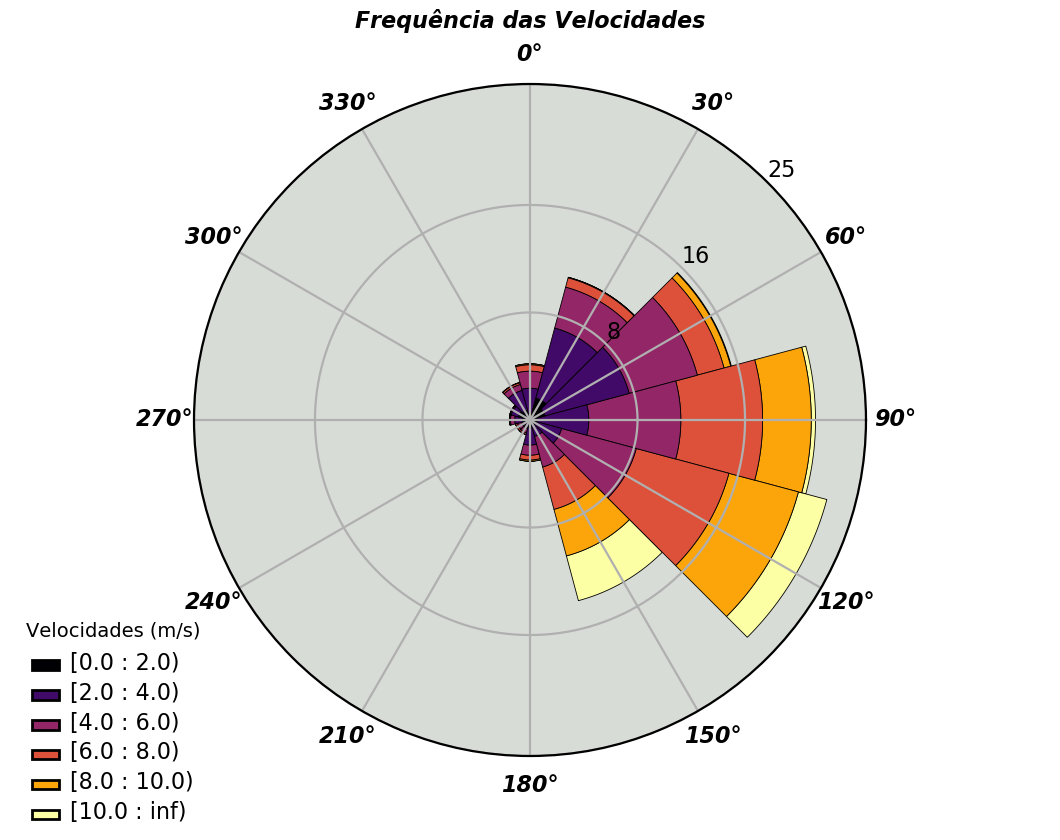 Frequência das Velocidades
0°
30°
60°
90°
120°
150°
180°
210°
240°
270°
300°
330°
8
16
25
Velocidades (m/s)
[0.0 : 2.0)
[2.0 : 4.0)
[4.0 : 6.0)
[6.0 : 8.0)
[8.0 : 10.0)
[10.0 : inf)